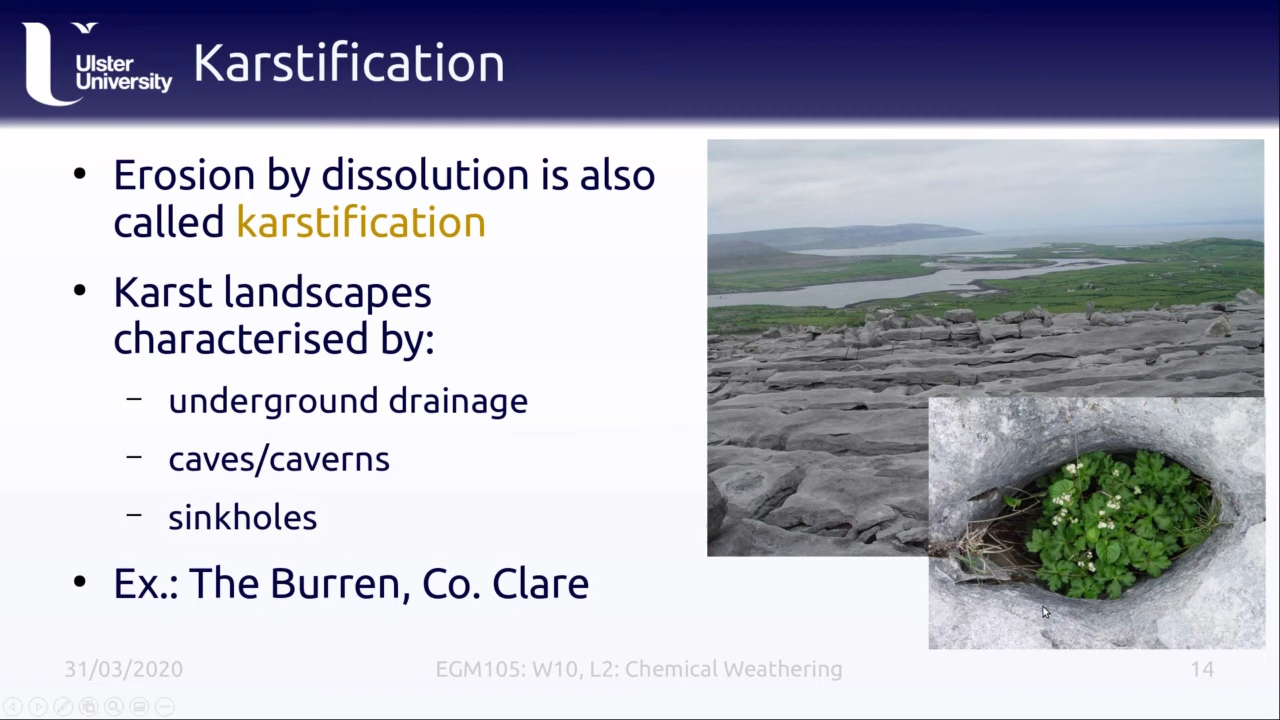 Ulster
University
Karstification
• Erosion by dissolution is also
called karstification
• Karst landscapes
characterised by:
– underground drainage
– caves/caverns
– sinkholes
• Ex.: The Burren, Co. Clare
31/03/2020
EGM105: W10, L2: Chemical Weathering
14